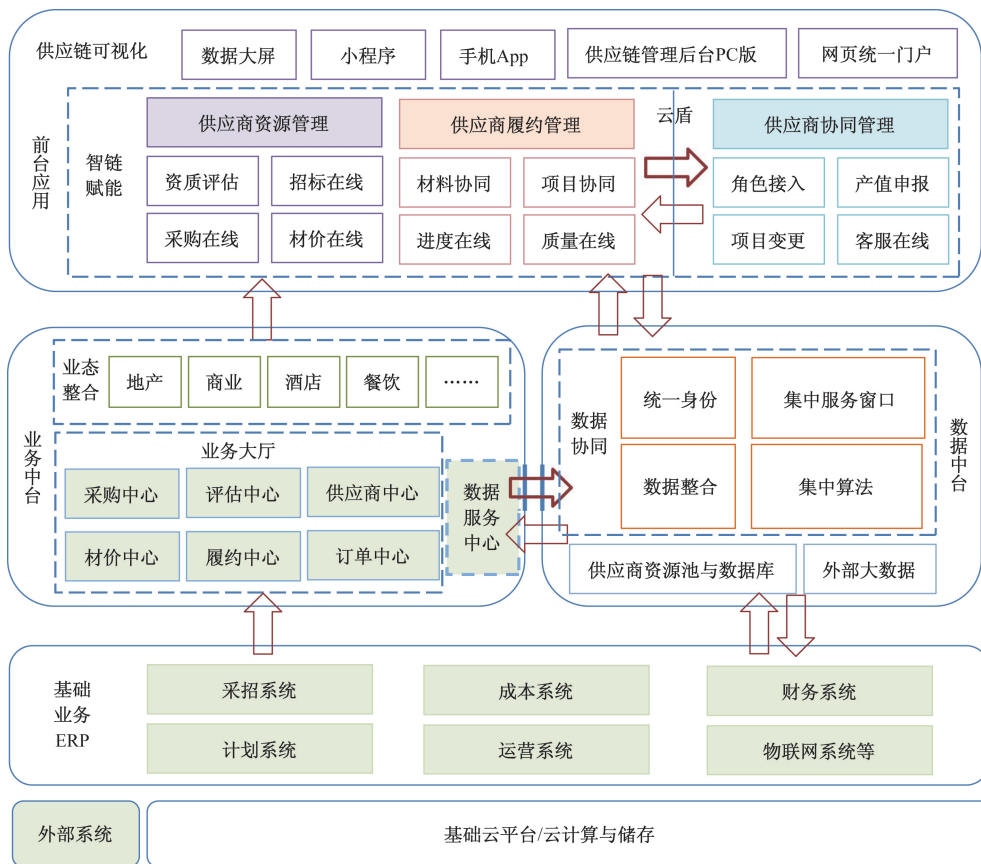 供应链可视化
数据大屏
小程序
手机App
供应链管理后台PC版
网页统一门户
前台应用
智链
赋能
供应商资源管理
供应商履约管理
云盾
供应商协同管理
资质评估
招标在线
材料协同
项目协同
角色接入
产值申报
采购在线
材价在线
进度在线
质量在线
项目变更
客服在线
业务中台
业态
整合
地产
商业
酒店
餐饮
……
业务大厅
采购中心
评估中心
供应商中心
材价中心
履约中心
订单中心
数据
服务
中心
数据
协同
统一身份
集中服务窗口
数据整合
集中算法
数据中台
供应商资源池与数据库
外部大数据
基础
业务
ERP
采招系统
成本系统
财务系统
计划系统
运营系统
物联网系统等
外部系统
基础云平台/云计算与储存